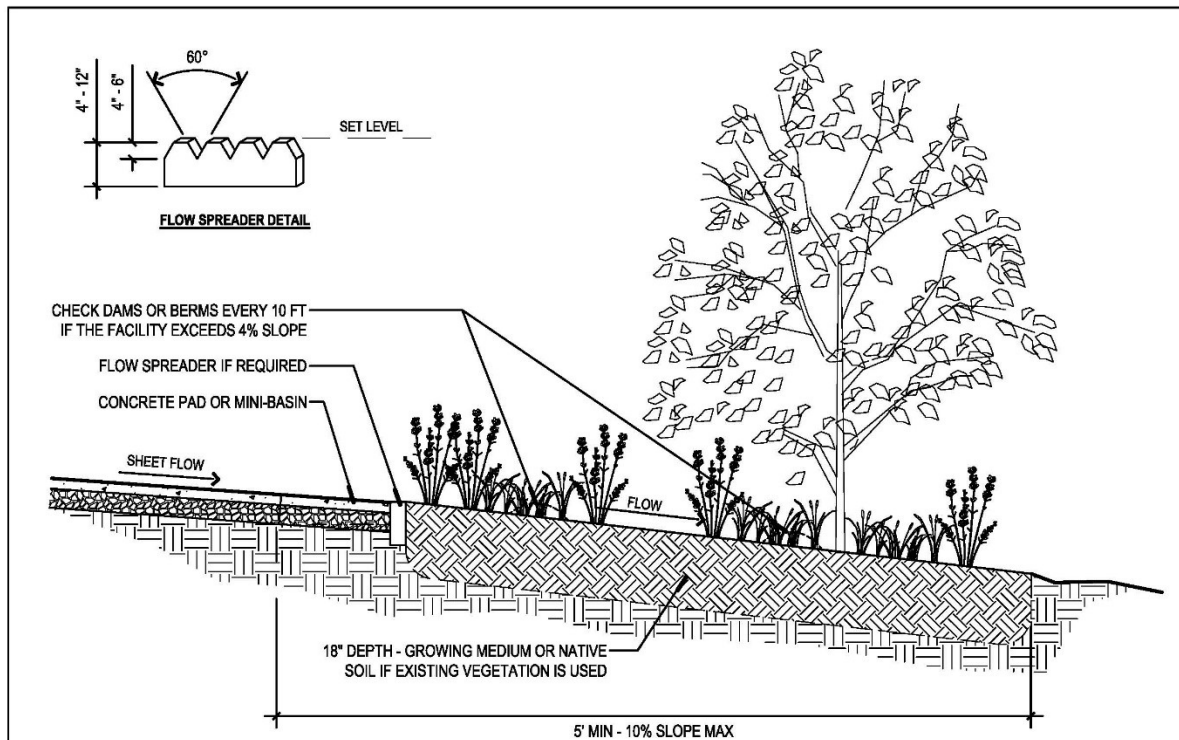 60°
4" - 12"
4" - 6"
SET LEVEL
FLOW SPREADER DETAIL
CHECK DAMS OR BERMS EVERY 10 FT
IF THE FACILITY EXCEEDS 4% SLOPE
FLOW SPREADER IF REQUIRED
CONCRETE PAD OR MINI-BASIN
SHEET FLOW
FLOW
18" DEPTH - GROWING MEDIUM OR NATIVE
SOIL IF EXISTING VEGETATION IS USED
5' MIN - 10% SLOPE MAX